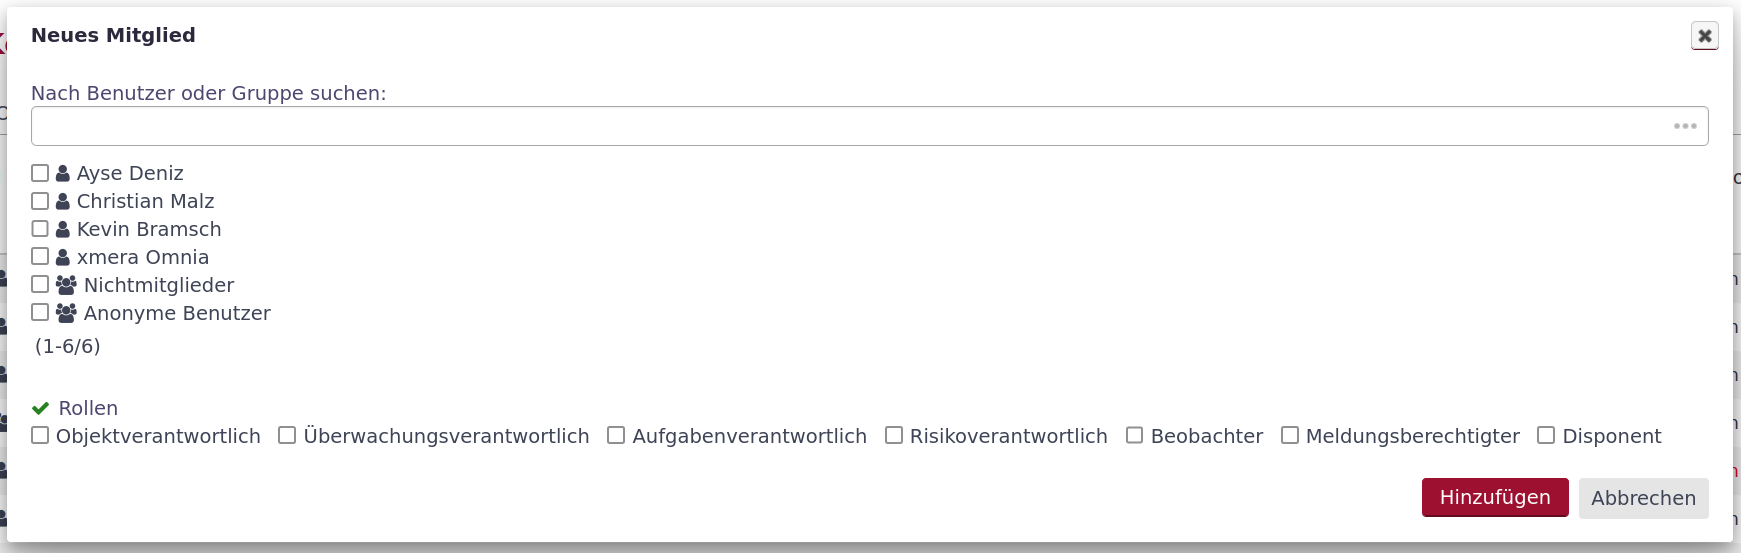 Neues Mitglied
Nach Benutzer oder Gruppe suchen:
Ayse Deniz
Christian Malz
Kevin Bramsch
xmera Omnia
Nichtmitglieder
Anonyme Benutzer
(1-6/6)
Rollen
Objektverantwortlich Überwachungsverantwortlich Aufgabenverantwortlich Risikoverantwortlich Beobachter Meldungsberechtigter Disponent
Hinzufügen Abbrechen